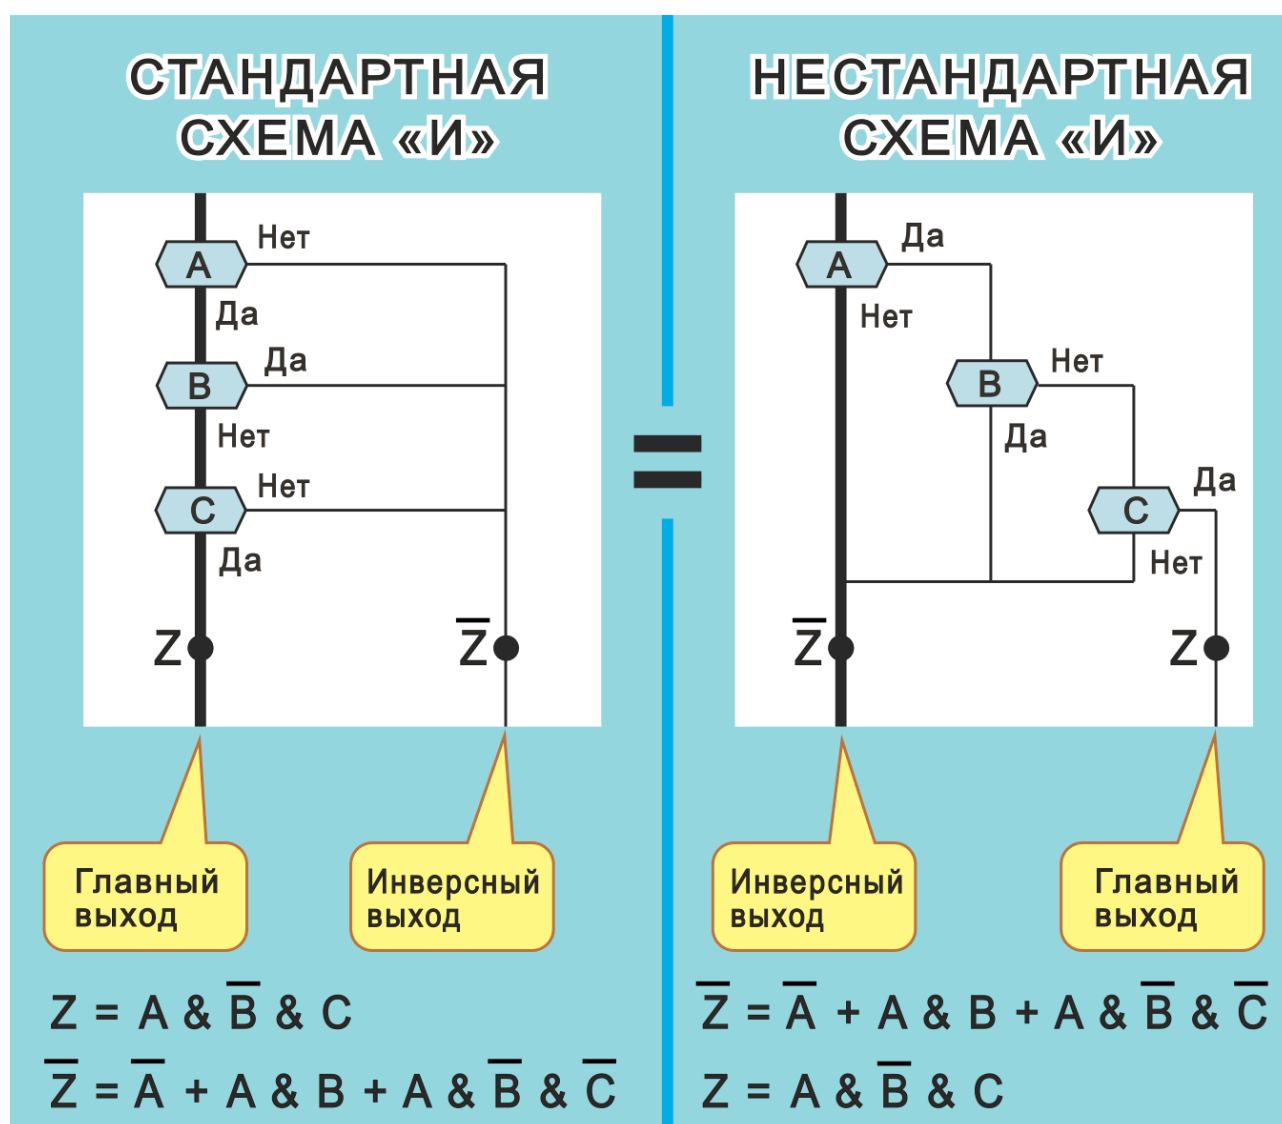 СТАНДАРТНАЯ
СХЕМА «И»
Нет
A
Да
Да
B
Нет
Нет
C
Да
Z
Z̅
Главный
выход
Инверсный
выход
Z = A & B̅ & C
Z̅ = A̅ + A & B + A & B̅ & C̅
=
НЕСТАНДАРТНАЯ
СХЕМА «И»
Да
A
Нет
Нет
B
Да
Да
C
Нет
Z̅
Z
Инверсный
выход
Главный
выход
Z̅ = A̅ + A & B + A & B̅ & C̅
Z = A & B̅ & C